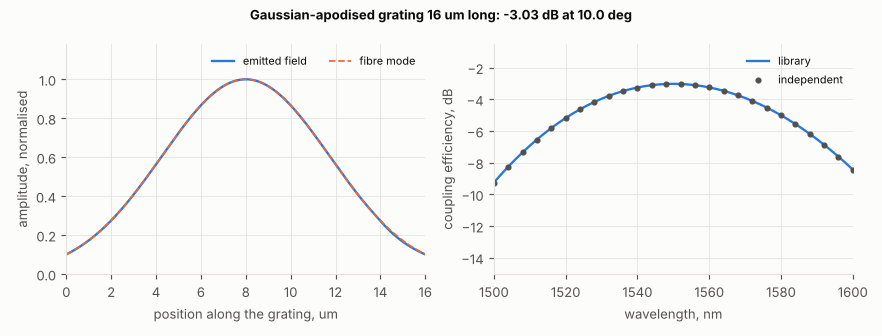 Gaussian-apodised grating 16 um long: -3.03 dB at 10.0 deg
emitted field
fibre mode
1.0
0.8
0.6
0.4
0.2
0.0
amplitude, normalised
0 2 4 6 8 10 12 14 16
position along the grating, um
library
independent
−2
−4
−6
−8
−10
−12
−14
coupling efficiency, dB
1500 1520 1540 1560 1580 1600
wavelength, nm